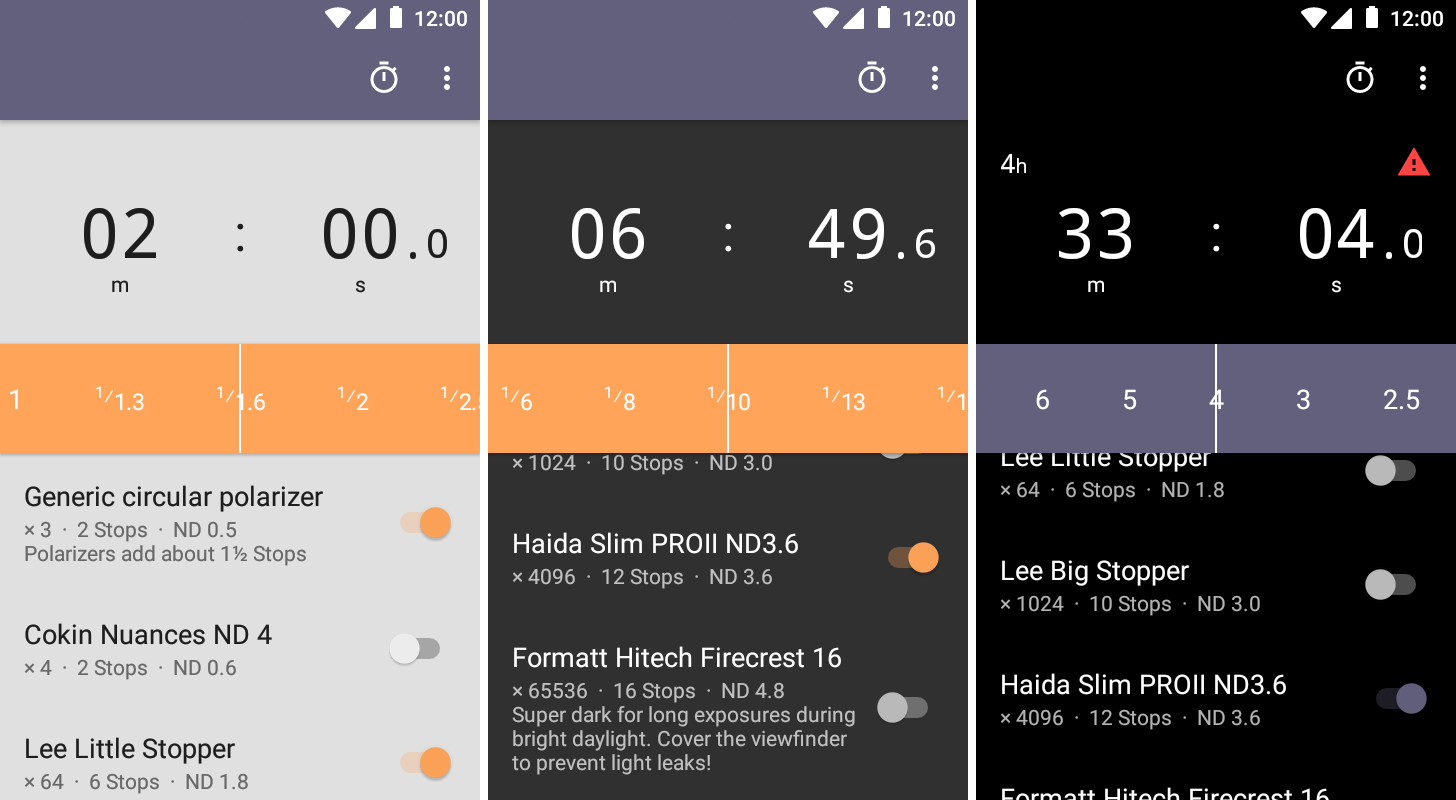 12:00
02 : 00.0
m s
1 1/1.3 1/1.6 1/2 1/2.5
Generic circular polarizer
× 3 · 2 Stops · ND 0.5
Polarizers add about 1½ Stops
Cokin Nuances ND 4
× 4 · 2 Stops · ND 0.6
Lee Little Stopper
× 64 · 6 Stops · ND 1.8
12:00
06 : 49.6
m s
1/6 1/8 1/10 1/13 1/1
× 1024 · 10 Stops · ND 3.0
Haida Slim PROII ND3.6
× 4096 · 12 Stops · ND 3.6
Formatt Hitech Firecrest 16
× 65536 · 16 Stops · ND 4.8
Super dark for long exposures during
bright daylight. Cover the viewfinder
to prevent light leaks!
12:00
4h
33 : 04.0
m s
6 5 4 3 2.5
Lee Little Stopper
× 64 · 6 Stops · ND 1.8
Lee Big Stopper
× 1024 · 10 Stops · ND 3.0
Haida Slim PROII ND3.6
× 4096 · 12 Stops · ND 3.6
Formatt Hitech Firecrest 16